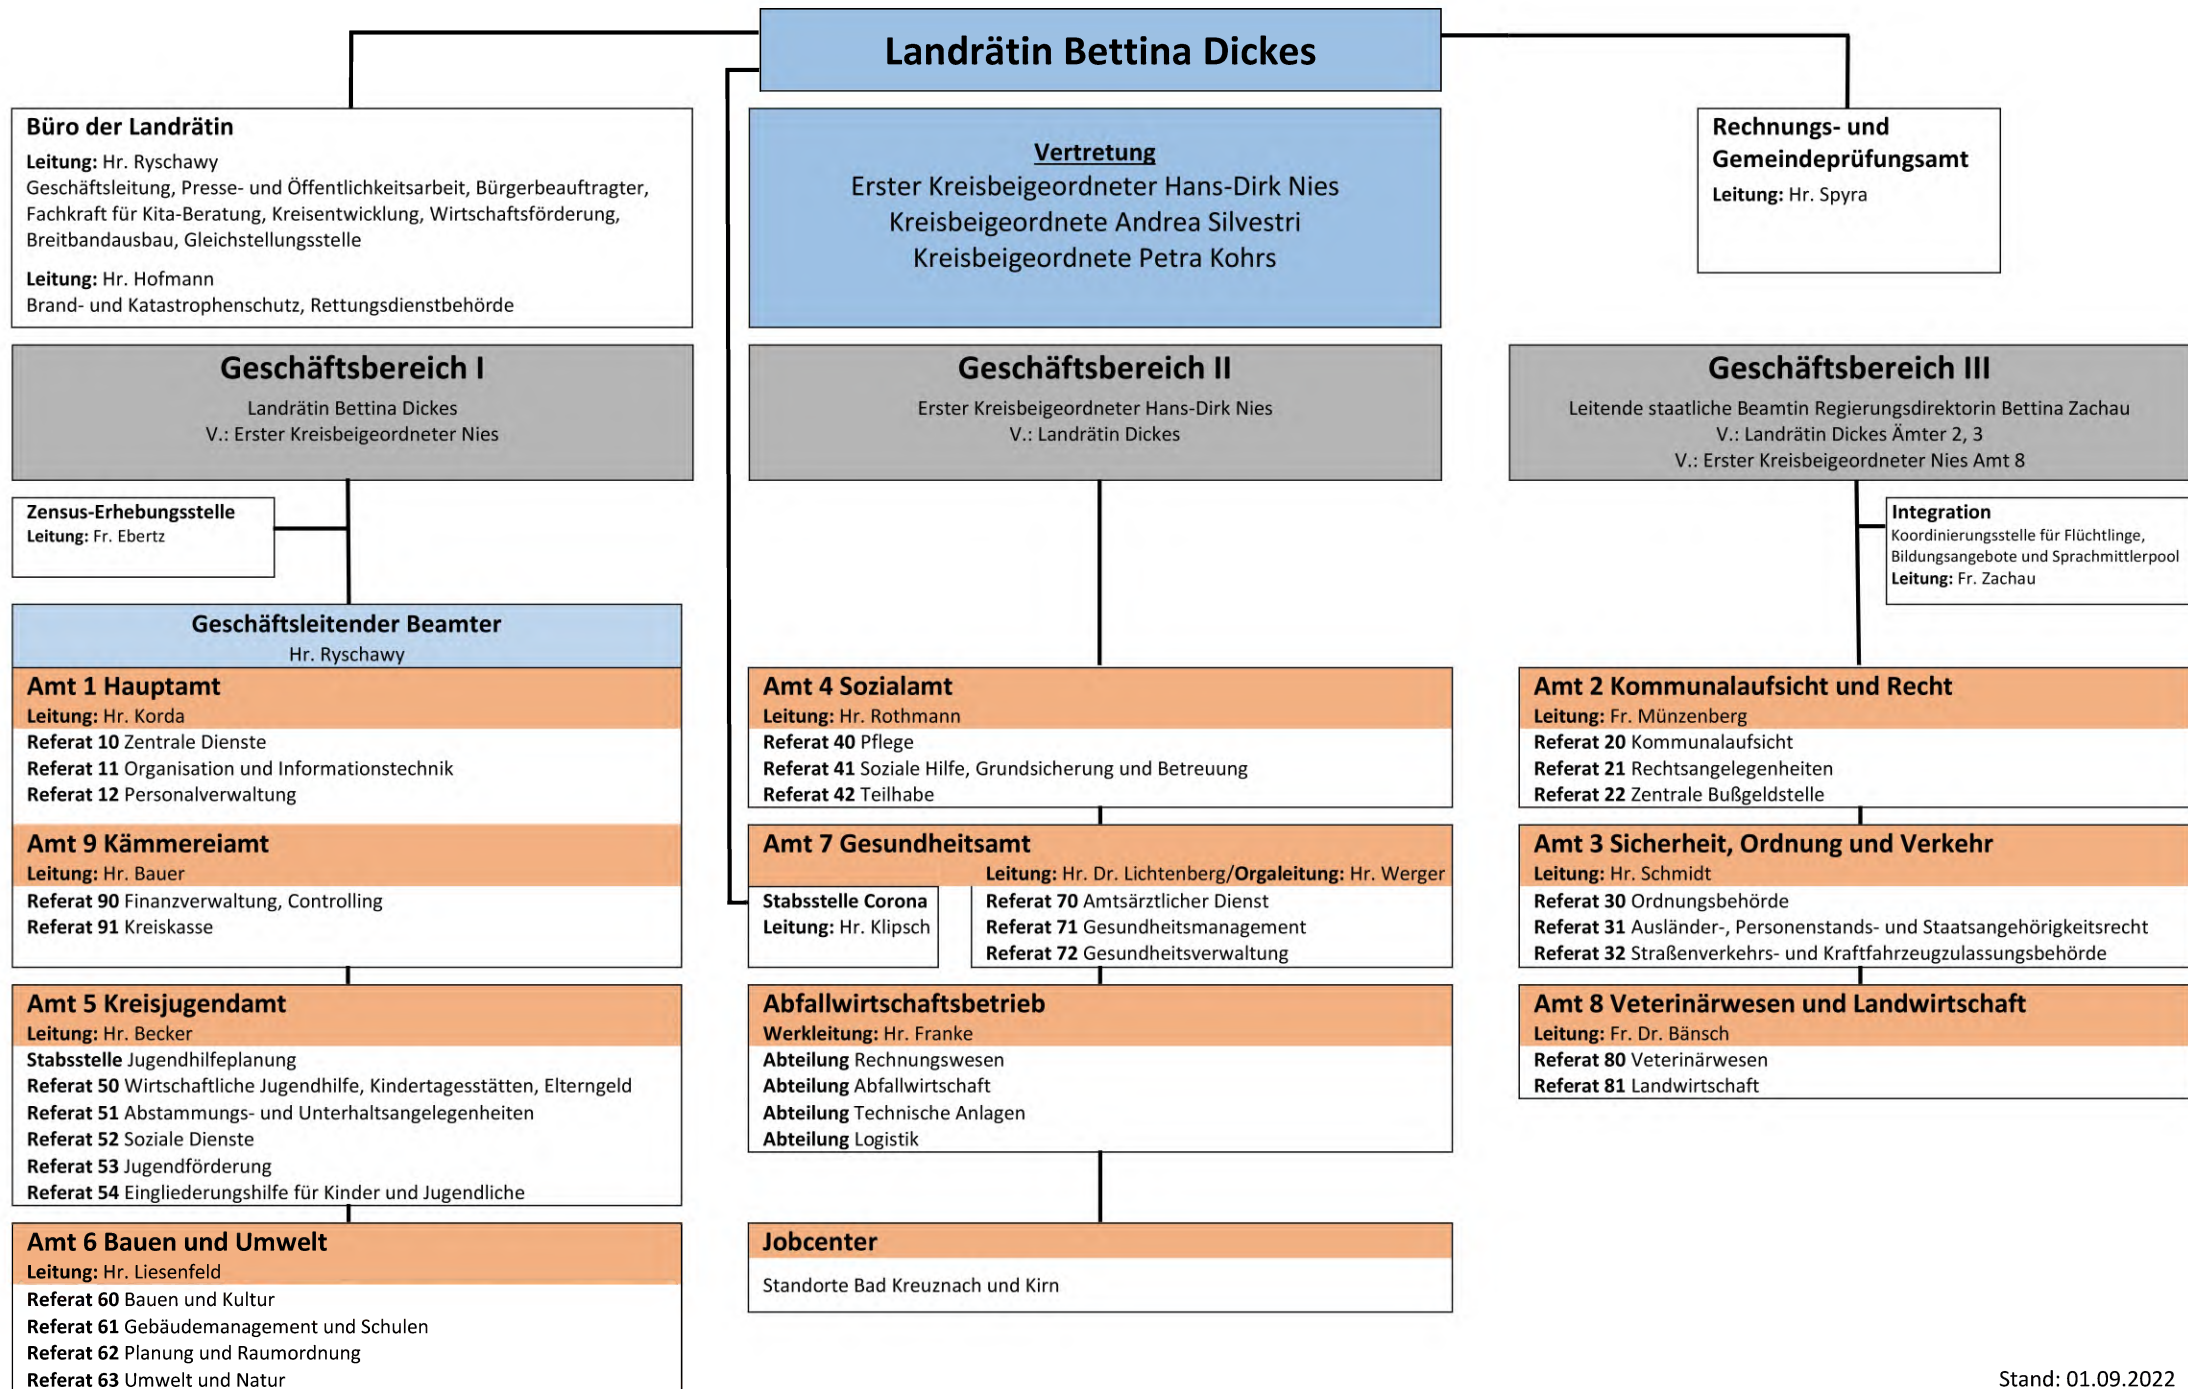 Landrätin Bettina Dickes
Büro der Landrätin
Leitung: Hr. Ryschawy
Geschäftsleitung, Presse- und Öffentlichkeitsarbeit, Bürgerbeauftragter,
Fachkraft für Kita-Beratung, Kreisentwicklung, Wirtschaftsförderung,
Breitbandausbau, Gleichstellungsstelle
Leitung: Hr. Hofmann
Brand- und Katastrophenschutz, Rettungsdienstbehörde
Vertretung
Erster Kreisbeigeordneter Hans-Dirk Nies
Kreisbeigeordnete Andrea Silvestri
Kreisbeigeordnete Petra Kohrs
Rechnungs- und
Gemeindeprüfungsamt
Leitung: Hr. Spyra
Geschäftsbereich I
Landrätin Bettina Dickes
V.: Erster Kreisbeigeordneter Nies
Zensus-Erhebungsstelle
Leitung: Fr. Ebertz
Geschäftsleitender Beamter
Hr. Ryschawy
Amt 1 Hauptamt
Leitung: Hr. Korda
Referat 10 Zentrale Dienste
Referat 11 Organisation und Informationstechnik
Referat 12 Personalverwaltung
Amt 9 Kämmereiamt
Leitung: Hr. Bauer
Referat 90 Finanzverwaltung, Controlling
Referat 91 Kreiskasse
Amt 5 Kreisjugendamt
Leitung: Hr. Becker
Stabsstelle Jugendhilfeplanung
Referat 50 Wirtschaftliche Jugendhilfe, Kindertagesstätten, Elterngeld
Referat 51 Abstammungs- und Unterhaltsangelegenheiten
Referat 52 Soziale Dienste
Referat 53 Jugendförderung
Referat 54 Eingliederungshilfe für Kinder und Jugendliche
Amt 6 Bauen und Umwelt
Leitung: Hr. Liesenfeld
Referat 60 Bauen und Kultur
Referat 61 Gebäudemanagement und Schulen
Referat 62 Planung und Raumordnung
Referat 63 Umwelt und Natur
Geschäftsbereich II
Erster Kreisbeigeordneter Hans-Dirk Nies
V.: Landrätin Dickes
Amt 4 Sozialamt
Leitung: Hr. Rothmann
Referat 40 Pflege
Referat 41 Soziale Hilfe, Grundsicherung und Betreuung
Referat 42 Teilhabe
Amt 7 Gesundheitsamt
Leitung: Hr. Dr. Lichtenberg/Orgaleitung: Hr. Werger
Stabsstelle Corona
Leitung: Hr. Klipsch
Referat 70 Amtsärztlicher Dienst
Referat 71 Gesundheitsmanagement
Referat 72 Gesundheitsverwaltung
Abfallwirtschaftsbetrieb
Werkleitung: Hr. Franke
Abteilung Rechnungswesen
Abteilung Abfallwirtschaft
Abteilung Technische Anlagen
Abteilung Logistik
Jobcenter
Standorte Bad Kreuznach und Kirn
Geschäftsbereich III
Leitende staatliche Beamtin Regierungsdirektorin Bettina Zachau
V.: Landrätin Dickes Ämter 2, 3
V.: Erster Kreisbeigeordneter Nies Amt 8
Integration
Koordinierungsstelle für Flüchtlinge,
Bildungsangebote und Sprachmittlerpool
Leitung: Fr. Zachau
Amt 2 Kommunalaufsicht und Recht
Leitung: Fr. Münzenberg
Referat 20 Kommunalaufsicht
Referat 21 Rechtsangelegenheiten
Referat 22 Zentrale Bußgeldstelle
Amt 3 Sicherheit, Ordnung und Verkehr
Leitung: Hr. Schmidt
Referat 30 Ordnungsbehörde
Referat 31 Ausländer-, Personenstands- und Staatsangehörigkeitsrecht
Referat 32 Straßenverkehrs- und Kraftfahrzeugzulassungsbehörde
Amt 8 Veterinärwesen und Landwirtschaft
Leitung: Fr. Dr. Bänsch
Referat 80 Veterinärwesen
Referat 81 Landwirtschaft
Stand: 01.09.2022